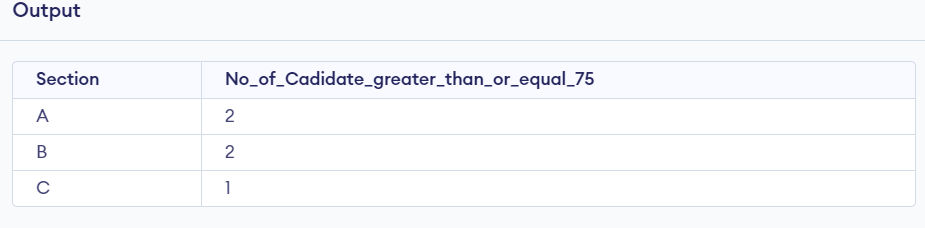 Output
Section No_of_Cadidate_greater_than_or_equal_75
A 2
B 2
C 1